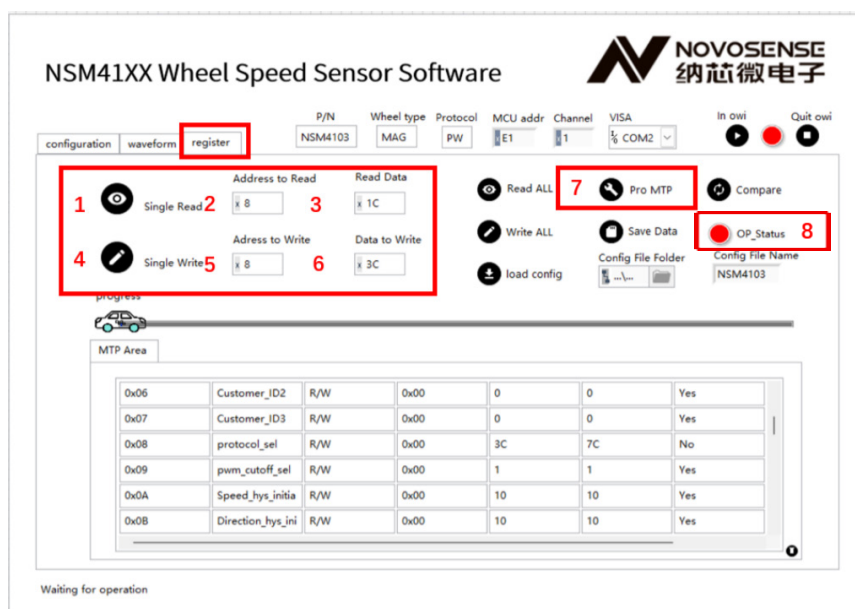 NOVOSENSE
纳芯微电子
NSM41XX Wheel Speed Sensor Software
P/N Wheel type Protocol MCU addr Channel VISA In owi Quit owi
configuration waveform register NSM4103 MAG PW E1 1 COM2
Address to Read Read Data
1 Single Read 2 x 8 3 x 1C
Read ALL 7 Pro MTP Compare
Adress to Write Data to Write
4 Single Write 5 x 8 6 x 3C
Write ALL Save Data OP_Status 8
load config Config File Folder Config File Name
...\... NSM4103
progress
MTP Area
0x06 Customer_ID2 R/W 0x00 0 0 Yes
0x07 Customer_ID3 R/W 0x00 0 0 Yes
0x08 protocol_sel R/W 0x00 3C 7C No
0x09 pwm_cutoff_sel R/W 0x00 1 1 Yes
0x0A Speed_hys_initia R/W 0x00 10 10 Yes
0x0B Direction_hys_ini R/W 0x00 10 10 Yes
Waiting for operation